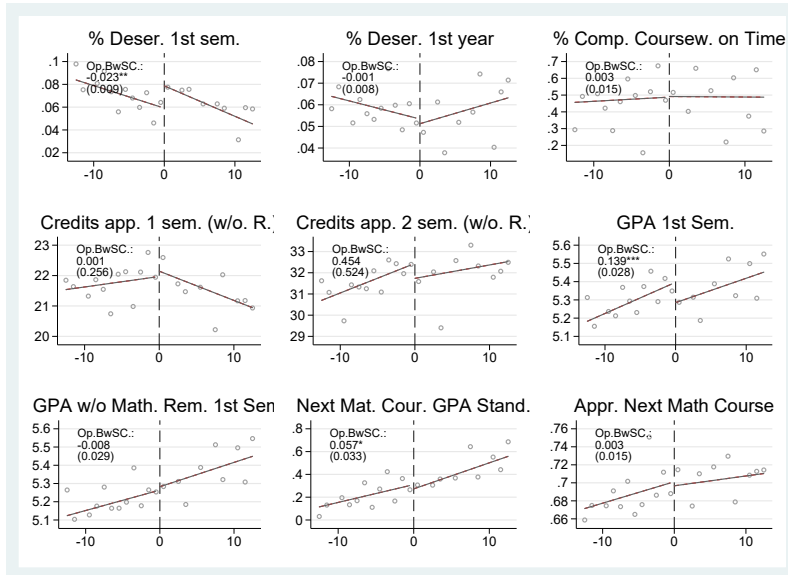 % Deser. 1st sem.
Op.BwSC.:
-0.023**
(0.009)
.1
.08
.06
.04
.02
-10 0 10
% Deser. 1st year
Op.BwSC.:
-0.001
(0.008)
.08
.07
.06
.05
.04
-10 0 10
% Comp. Coursew. on Time
Op.BwSC.:
0.003
(0.015)
.7
.6
.5
.4
.3
.2
-10 0 10
Credits app. 1 sem. (w/o. R.)
Op.BwSC.:
0.001
(0.256)
23
22
21
20
-10 0 10
Credits app. 2 sem. (w/o. R.)
Op.BwSC.:
0.454
(0.524)
33
32
31
30
29
-10 0 10
GPA 1st Sem.
Op.BwSC.:
0.139***
(0.028)
5.6
5.5
5.4
5.3
5.2
5.1
-10 0 10
GPA w/o Math. Rem. 1st Sem
Op.BwSC.:
-0.008
(0.029)
5.6
5.5
5.4
5.3
5.2
5.1
-10 0 10
Next Mat. Cour. GPA Stand.
Op.BwSC.:
0.057*
(0.033)
.8
.6
.4
.2
0
-10 0 10
Appr. Next Math Course
Op.BwSC.:
0.003
(0.015)
.76
.74
.72
.7
.68
.66
-10 0 10